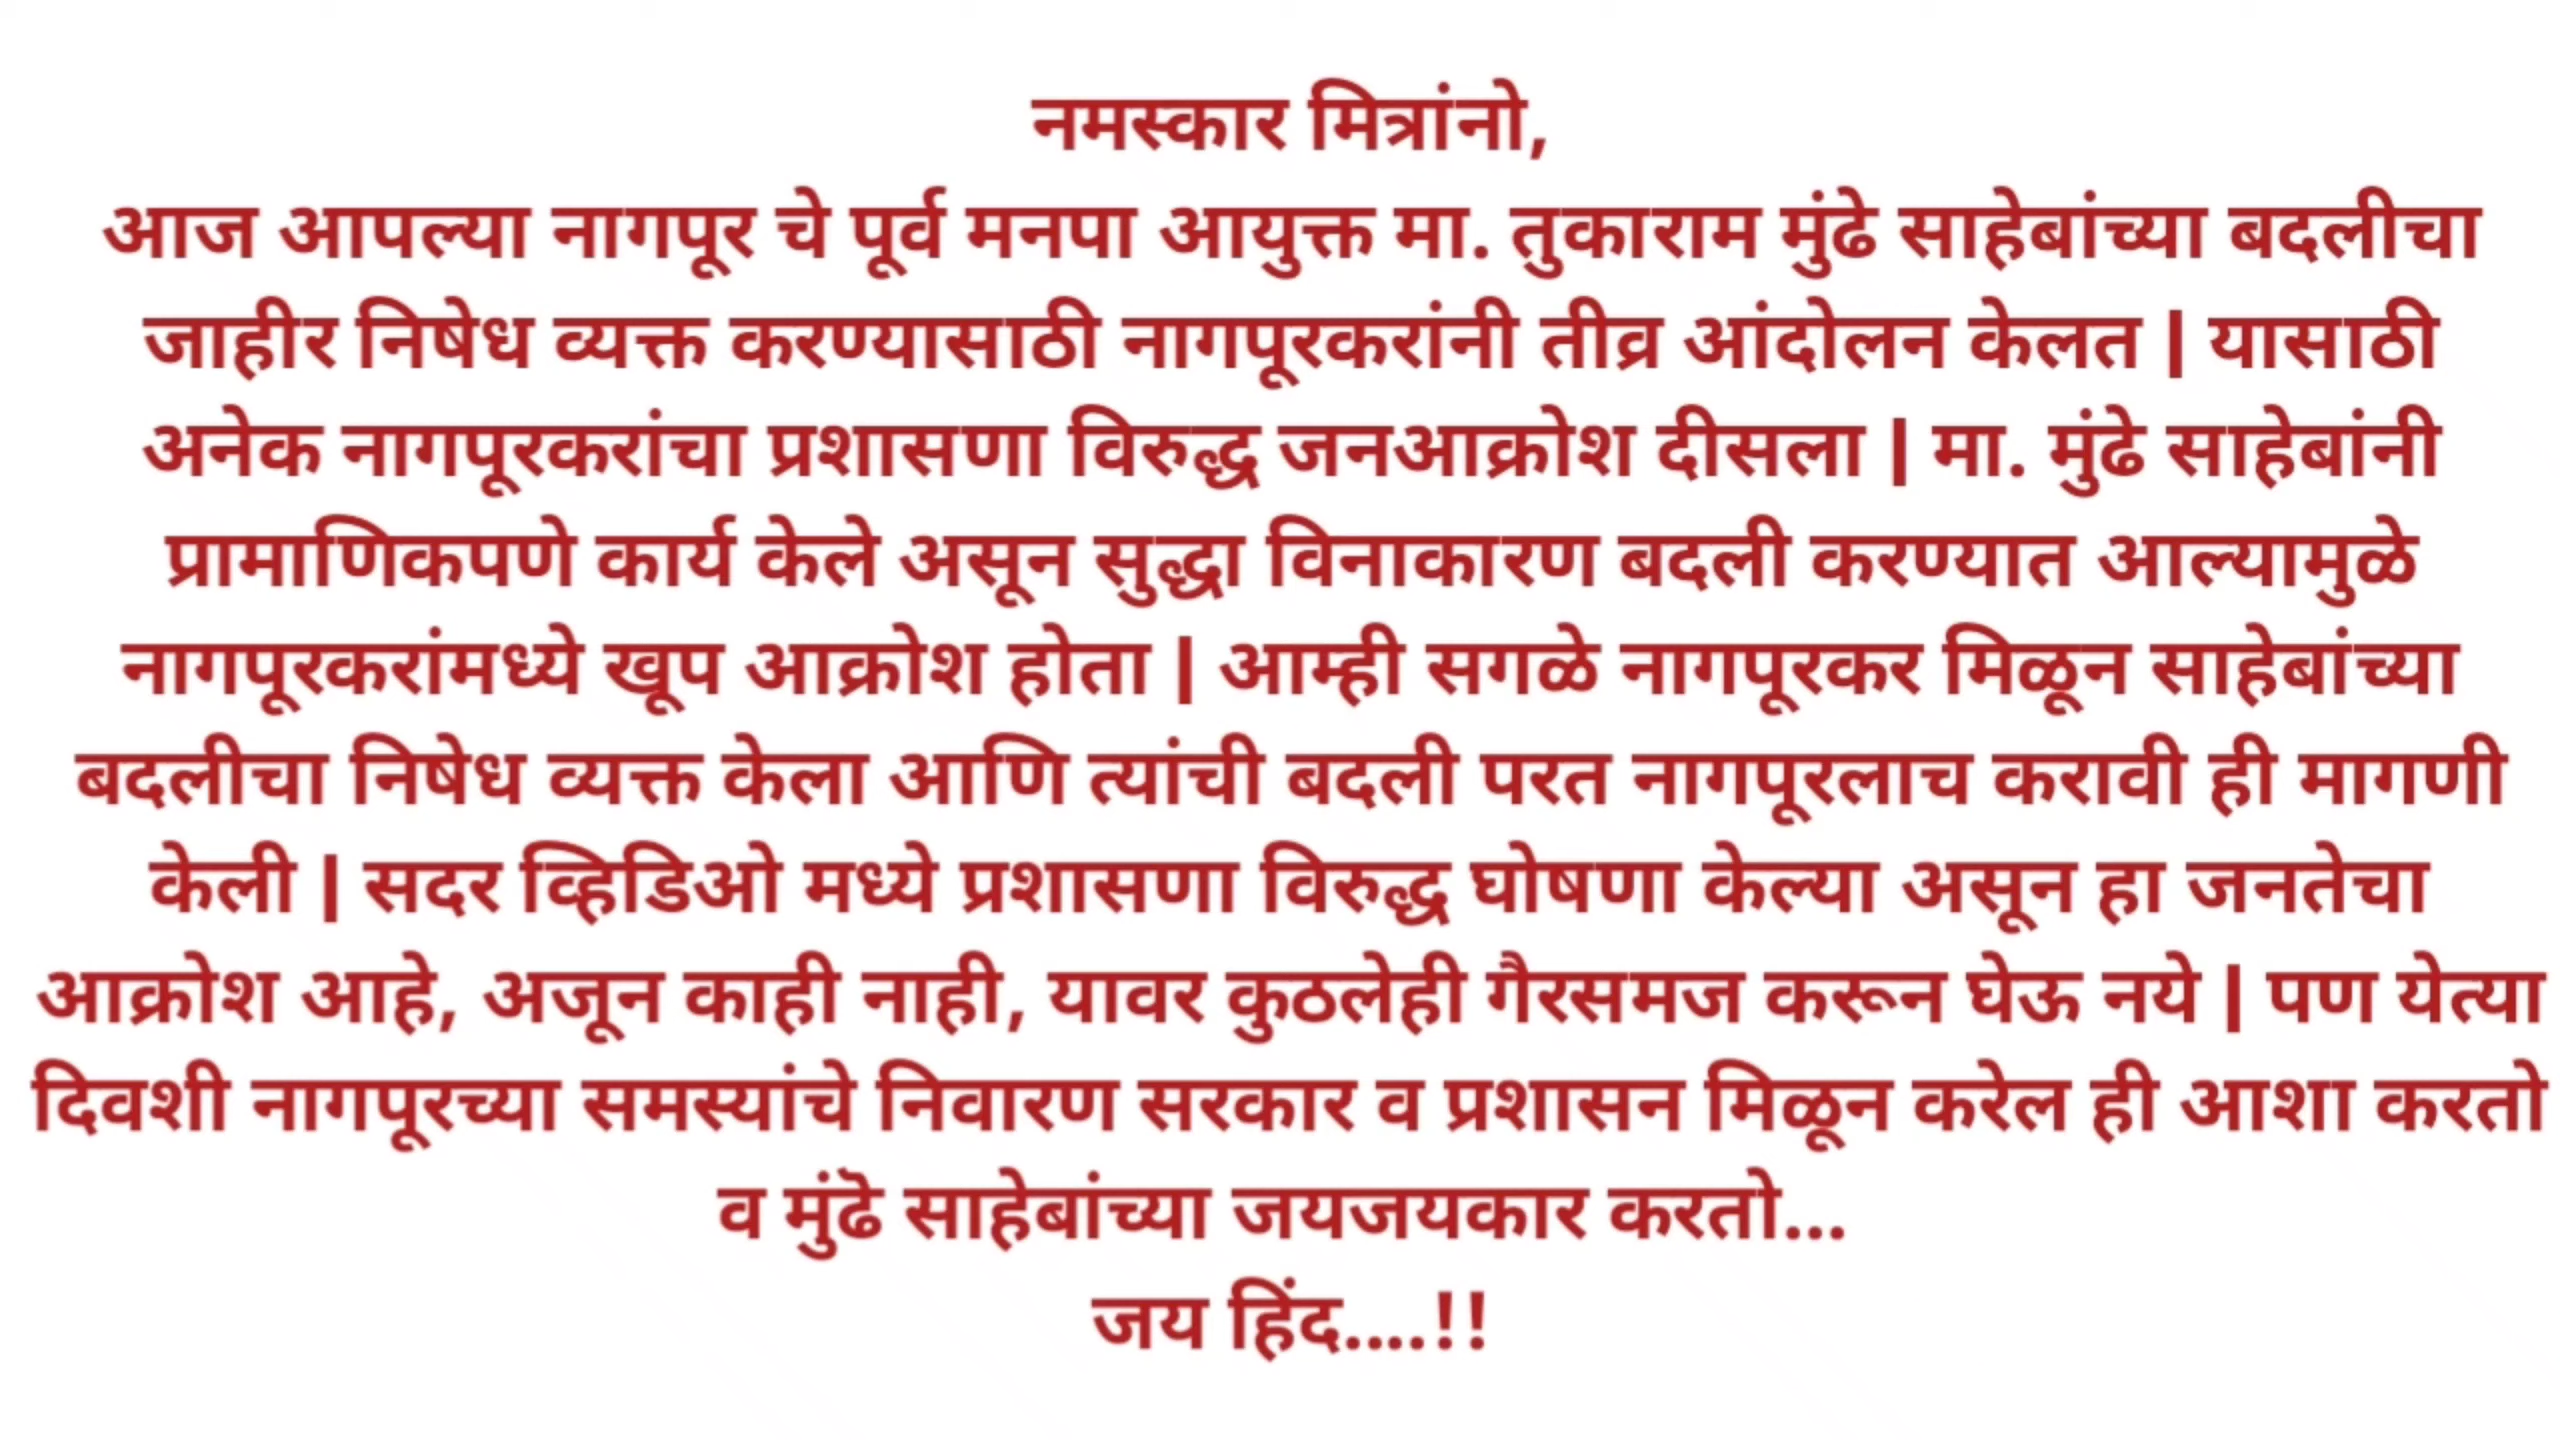 नमस्कार मित्रांनो,
आज आपल्या नागपूर चे पूर्व मनपा आयुक्त मा. तुकाराम मुंढे साहेबांच्या बदलीचा
जाहीर निषेध व्यक्त करण्यासाठी नागपूरकरांनी तीव्र आंदोलन केलत | यासाठी
अनेक नागपूरकरांचा प्रशासणा विरुद्ध जनआक्रोश दीसला | मा. मुंढे साहेबांनी
प्रामाणिकपणे कार्य केले असून सुद्धा विनाकारण बदली करण्यात आल्यामुळे
नागपूरकरांमध्ये खूप आक्रोश होता | आम्ही सगळे नागपूरकर मिळून साहेबांच्या
बदलीचा निषेध व्यक्त केला आणि त्यांची बदली परत नागपूरलाच करावी ही मागणी
केली | सदर व्हिडिओ मध्ये प्रशासणा विरुद्ध घोषणा केल्या असून हा जनतेचा
आक्रोश आहे, अजून काही नाही, यावर कुठलेही गैरसमज करून घेऊ नये | पण येत्या
दिवशी नागपूरच्या समस्यांचे निवारण सरकार व प्रशासन मिळून करेल ही आशा करतो
व मुंढॆ साहेबांच्या जयजयकार करतो...
जय हिंद....!!